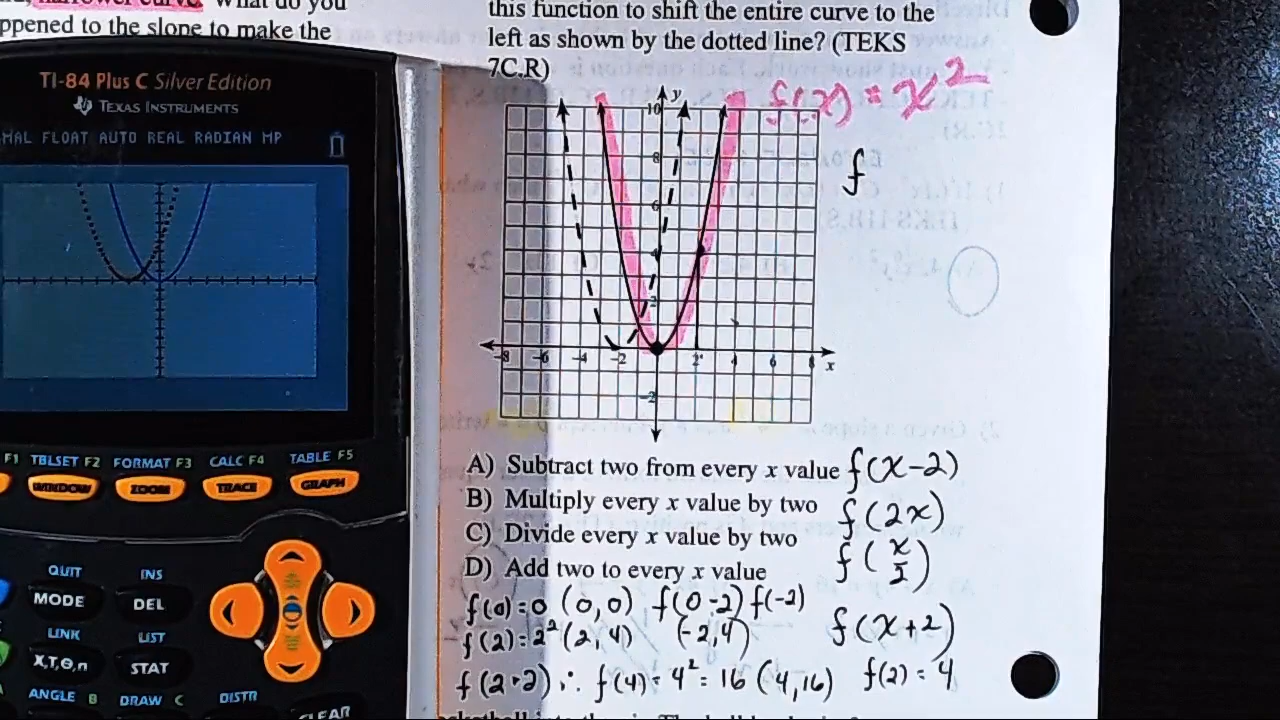 narrower curve. What do you
ppened to the slope to make the
this function to shift the entire curve to the
left as shown by the dotted line? (TEKS
7C.R)
f(x) = x^2
TI-84 Plus C Silver Edition
TEXAS INSTRUMENTS
MAL FLOAT AUTO REAL RADIAN MP
y
10
8
6
4
2
-8 -6 -4 -2 2 4 6 8 x
-2
f
F1 TBLSET F2 FORMAT F3 CALC F4 TABLE F5
WINDOW ZOOM TRACE GRAPH
A) Subtract two from every x value f(x-2)
B) Multiply every x value by two f(2x)
C) Divide every x value by two f(x/2)
D) Add two to every x value
f(0)=0 (0,0) f(0-2) f(-2)
f(2)=2^2 (2,4) (-2,4) f(x+2)
f(2+2) ∴ f(4)=4^2=16 (4,16) f(2)=4
QUIT INS
MODE DEL
LINK LIST
X,T,θ,n STAT
ANGLE B DRAW C DISTR
CLEAR